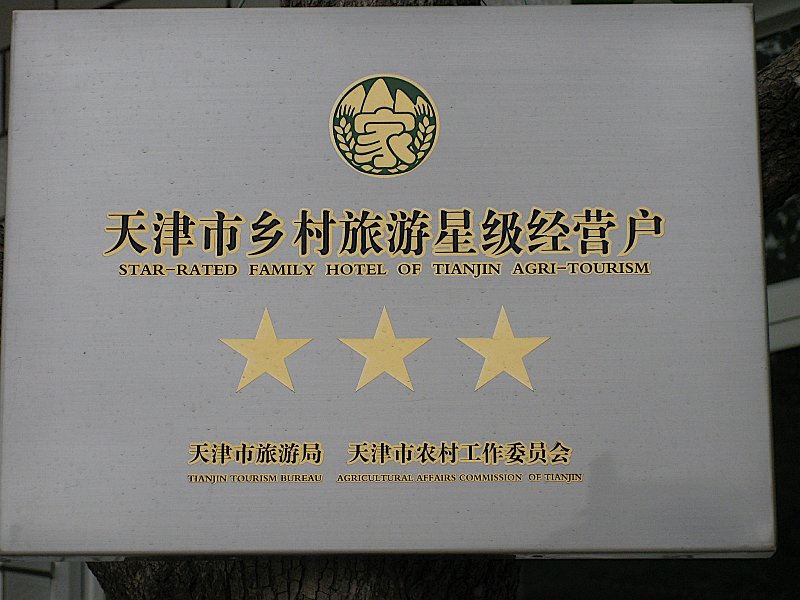 家
天津市乡村旅游星级经营户
STAR-RATED FAMILY HOTEL OF TIANJIN AGRI-TOURISM
天津市旅游局 天津市农村工作委员会
TIANJIN TOURISM BUREAU AGRICULTURAL AFFAIRS COMMISSION OF TIANJIN